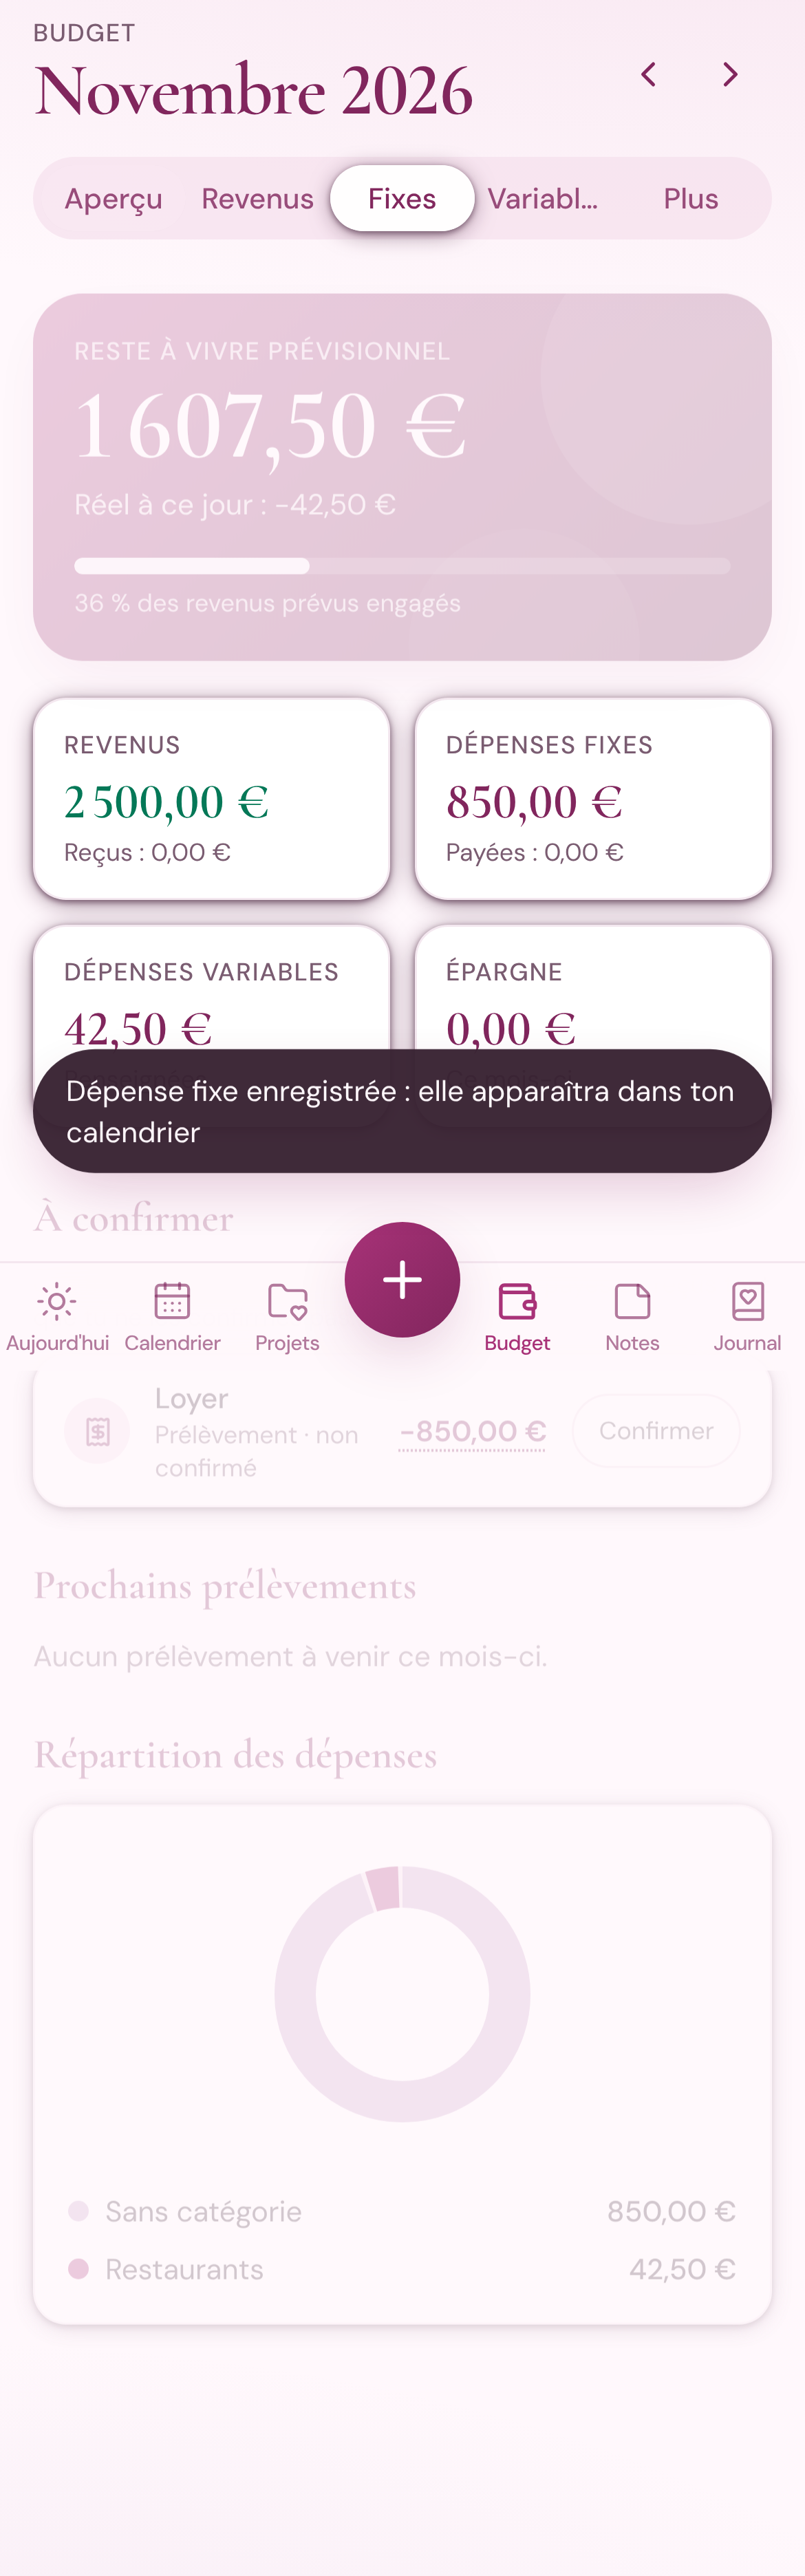 BUDGET
Novembre 2026
Aperçu Revenus Fixes Variabl... Plus
RESTE À VIVRE PRÉVISIONNEL
1 607,50 €
Réel à ce jour : -42,50 €
36 % des revenus prévus engagés
REVENUS
2 500,00 €
Reçus : 0,00 €
DÉPENSES FIXES
850,00 €
Payées : 0,00 €
DÉPENSES VARIABLES
42,50 €
ÉPARGNE
0,00 €
Ce mois-ci
Dépense fixe enregistrée : elle apparaîtra dans ton
calendrier
À confirmer
Aujourd'hui Calendrier Projets Budget Notes Journal
Loyer
Prélèvement · non
confirmé
-850,00 €
Confirmer
Prochains prélèvements
Aucun prélèvement à venir ce mois-ci.
Répartition des dépenses
Sans catégorie 850,00 €
Restaurants 42,50 €